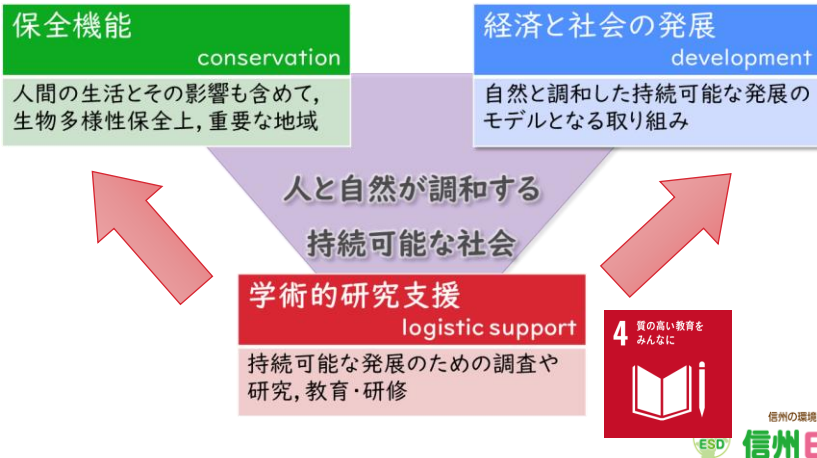 保全機能
conservation
人間の生活とその影響も含めて,
生物多様性保全上,重要な地域
経済と社会の発展
development
自然と調和した持続可能な発展の
モデルとなる取り組み
人と自然が調和する
持続可能な社会
学術的研究支援
logistic support
持続可能な発展のための調査や
研究,教育・研修
4 質の高い教育を
みんなに
信州の環境
ESD
信州E